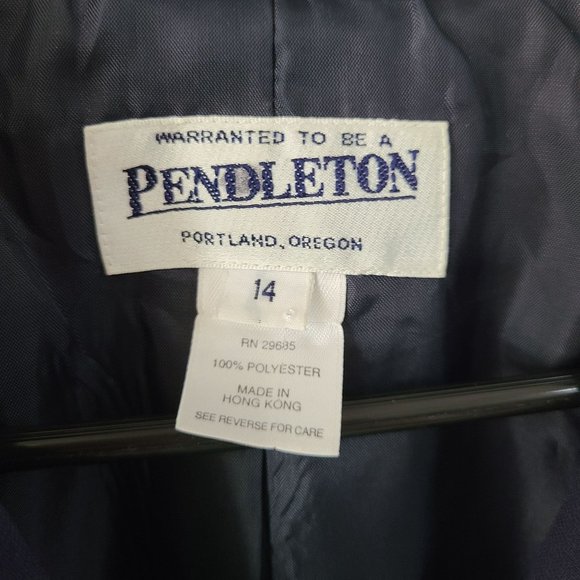 WARRANTED TO BE A
PENDLETON
PORTLAND, OREGON
14
RN 29685
100% POLYESTER
MADE IN
HONG KONG
SEE REVERSE FOR CARE